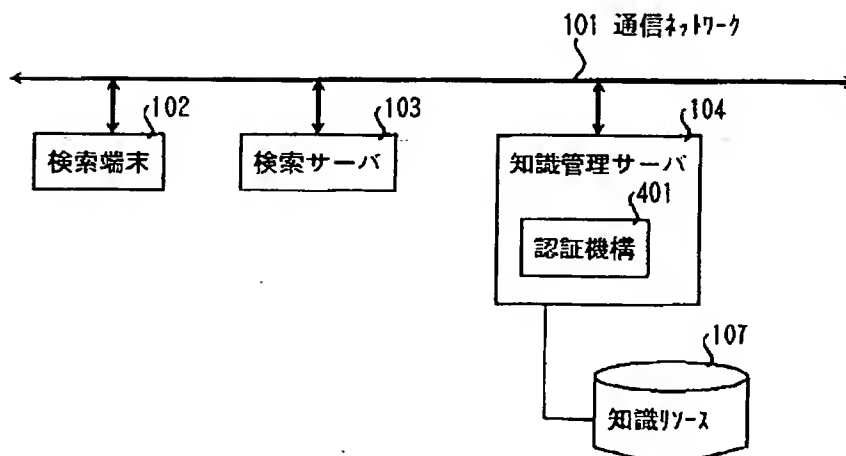 101 通信ネットワーク
102
検索端末
103
検索サーバ
104
知識管理サーバ
401
認証機構
107
知識リソース